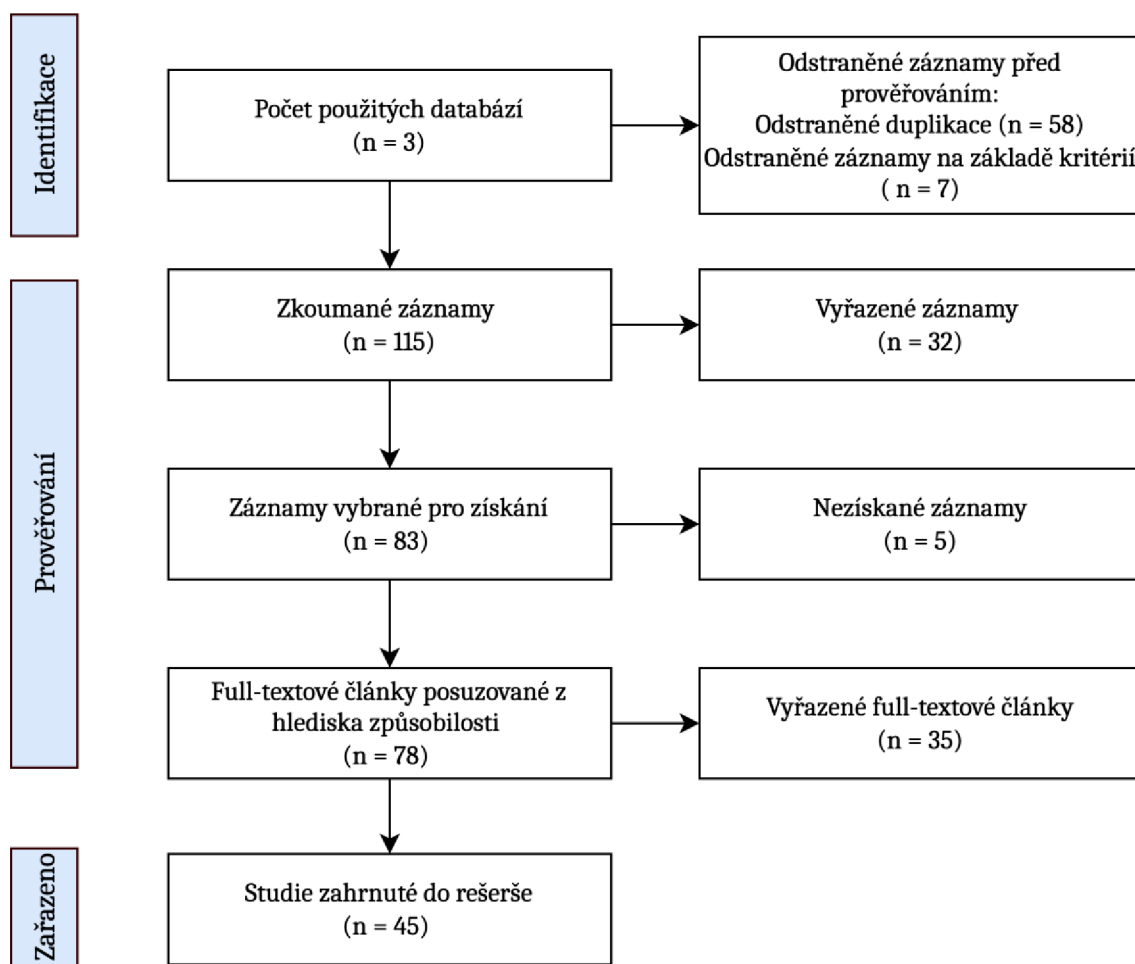 Identifikace
Počet použitých databází
(n = 3)
Odstraněné záznamy před
prověřováním:
Odstraněné duplikace (n = 58)
Odstraněné záznamy na základě kritérií
( n = 7)
Prověřování
Zkoumané záznamy
(n = 115)
Vyřazené záznamy
(n = 32)
Záznamy vybrané pro získání
(n = 83)
Nezískané záznamy
(n = 5)
Full-textové články posuzované z
hlediska způsobilosti
(n = 78)
Vyřazené full-textové články
(n = 35)
Zařazeno
Studie zahrnuté do rešerše
(n = 45)